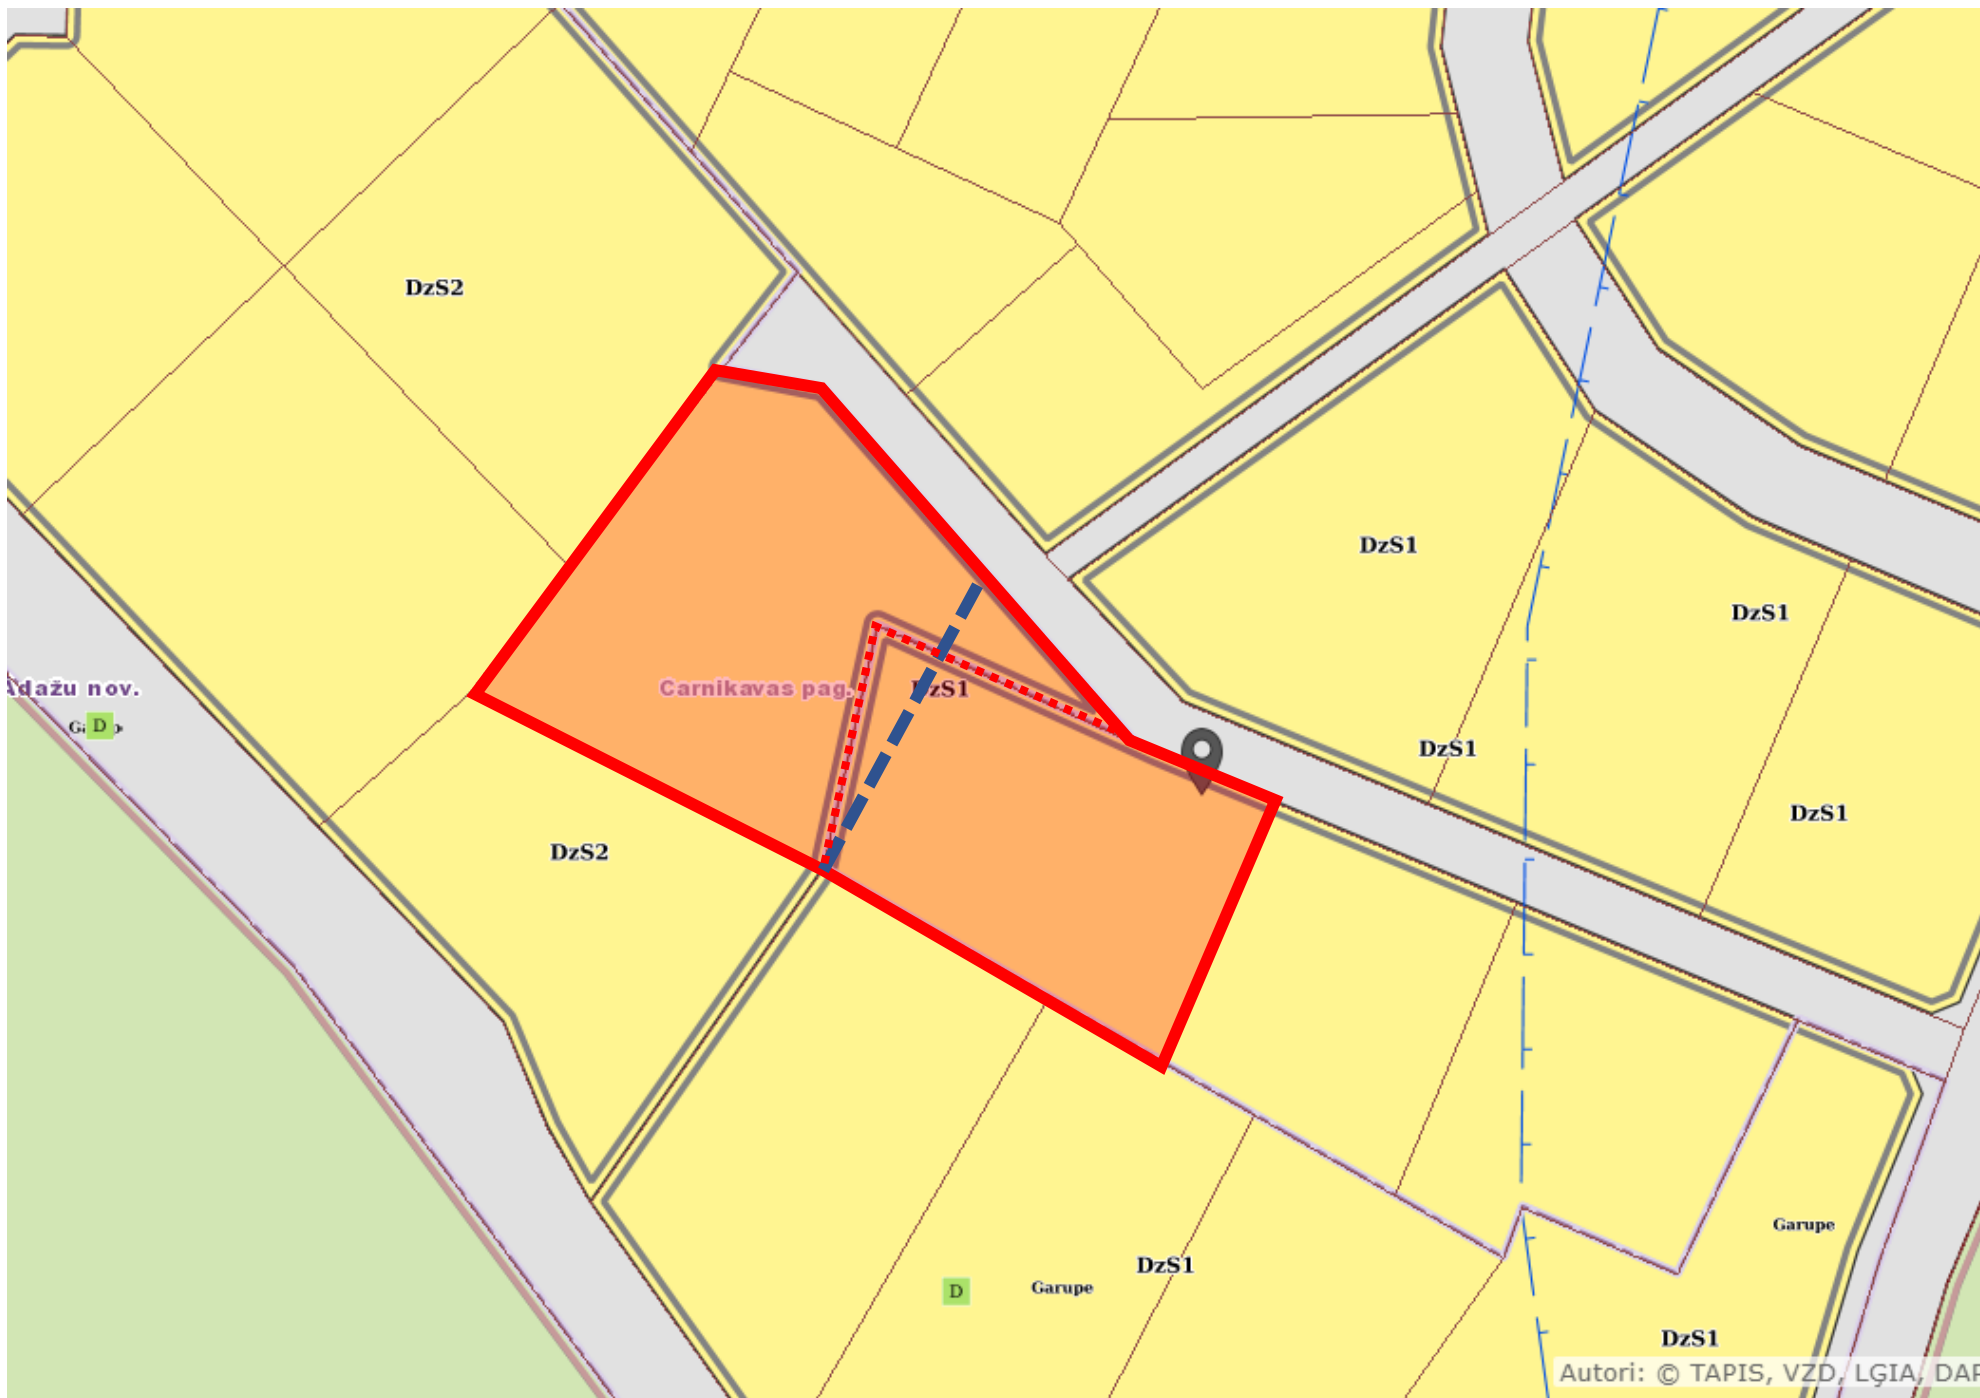 DzS2
DzS1
DzS1
Ādažu nov.
Carnikavas pag.
DzS1
D
DzS1
DzS1
DzS2
Garupe
DzS1
D
Garupe
DzS1
Autori: © TAPIS, VZD, LĢIA, DAP